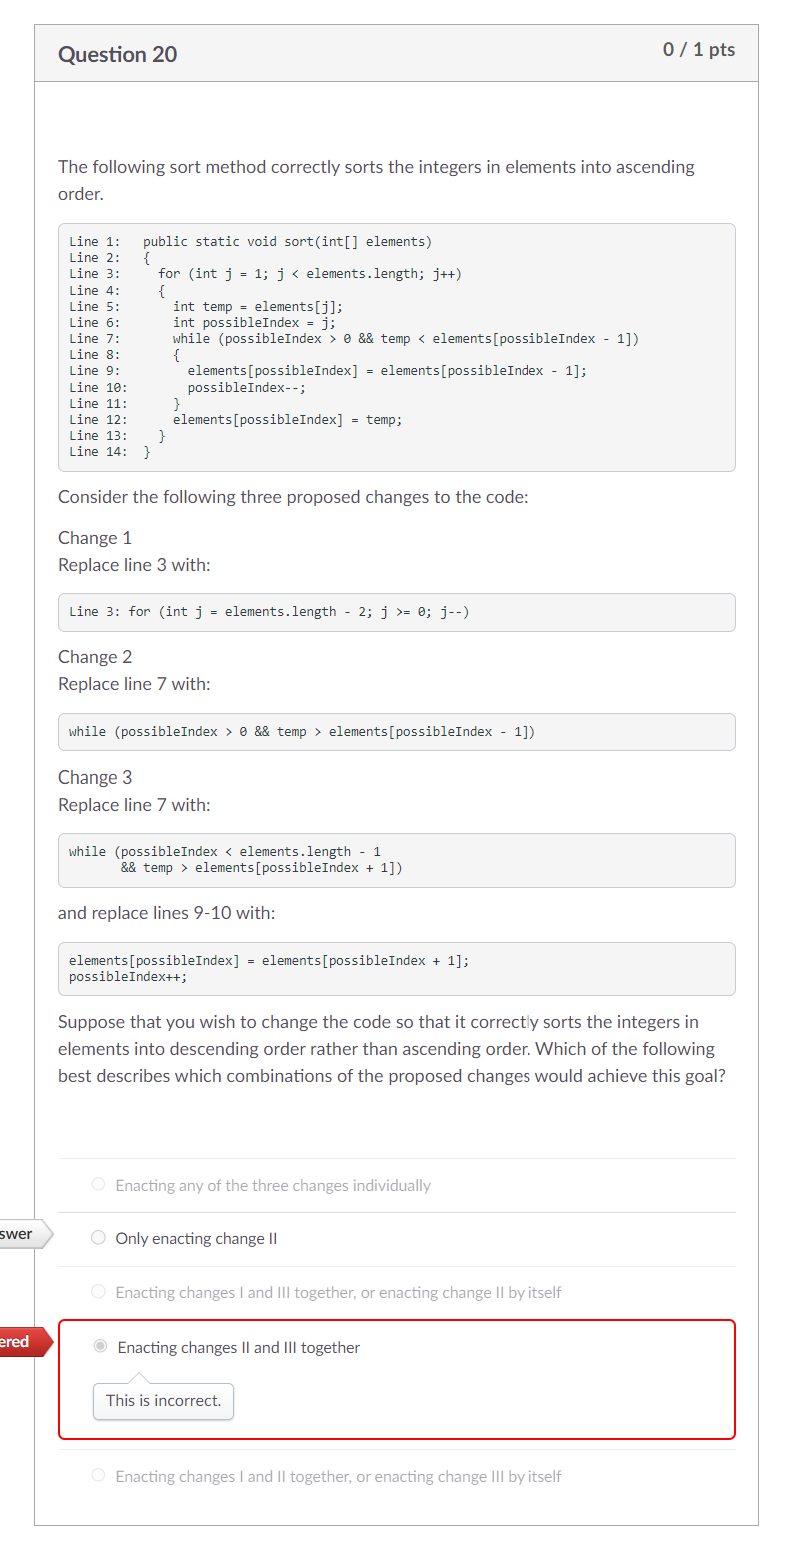 Question 20
0 / 1 pts
The following sort method correctly sorts the integers in elements into ascending
order.
Line 1: public static void sort(int[] elements)
Line 2: {
Line 3: for (int j = 1; j < elements.length; j++)
Line 4: {
Line 5: int temp = elements[j];
Line 6: int possibleIndex = j;
Line 7: while (possibleIndex > 0 && temp < elements[possibleIndex - 1])
Line 8: {
Line 9: elements[possibleIndex] = elements[possibleIndex - 1];
Line 10: possibleIndex--;
Line 11: }
Line 12: elements[possibleIndex] = temp;
Line 13: }
Line 14: }
Consider the following three proposed changes to the code:
Change 1
Replace line 3 with:
Line 3: for (int j = elements.length - 2; j >= 0; j--)
Change 2
Replace line 7 with:
while (possibleIndex > 0 && temp > elements[possibleIndex - 1])
Change 3
Replace line 7 with:
while (possibleIndex < elements.length - 1
&& temp > elements[possibleIndex + 1])
and replace lines 9-10 with:
elements[possibleIndex] = elements[possibleIndex + 1];
possibleIndex++;
Suppose that you wish to change the code so that it correctly sorts the integers in
elements into descending order rather than ascending order. Which of the following
best describes which combinations of the proposed changes would achieve this goal?
Enacting any of the three changes individually
swer
Only enacting change II
Enacting changes I and III together, or enacting change II by itself
ered
Enacting changes II and III together
This is incorrect.
Enacting changes I and II together, or enacting change III by itself